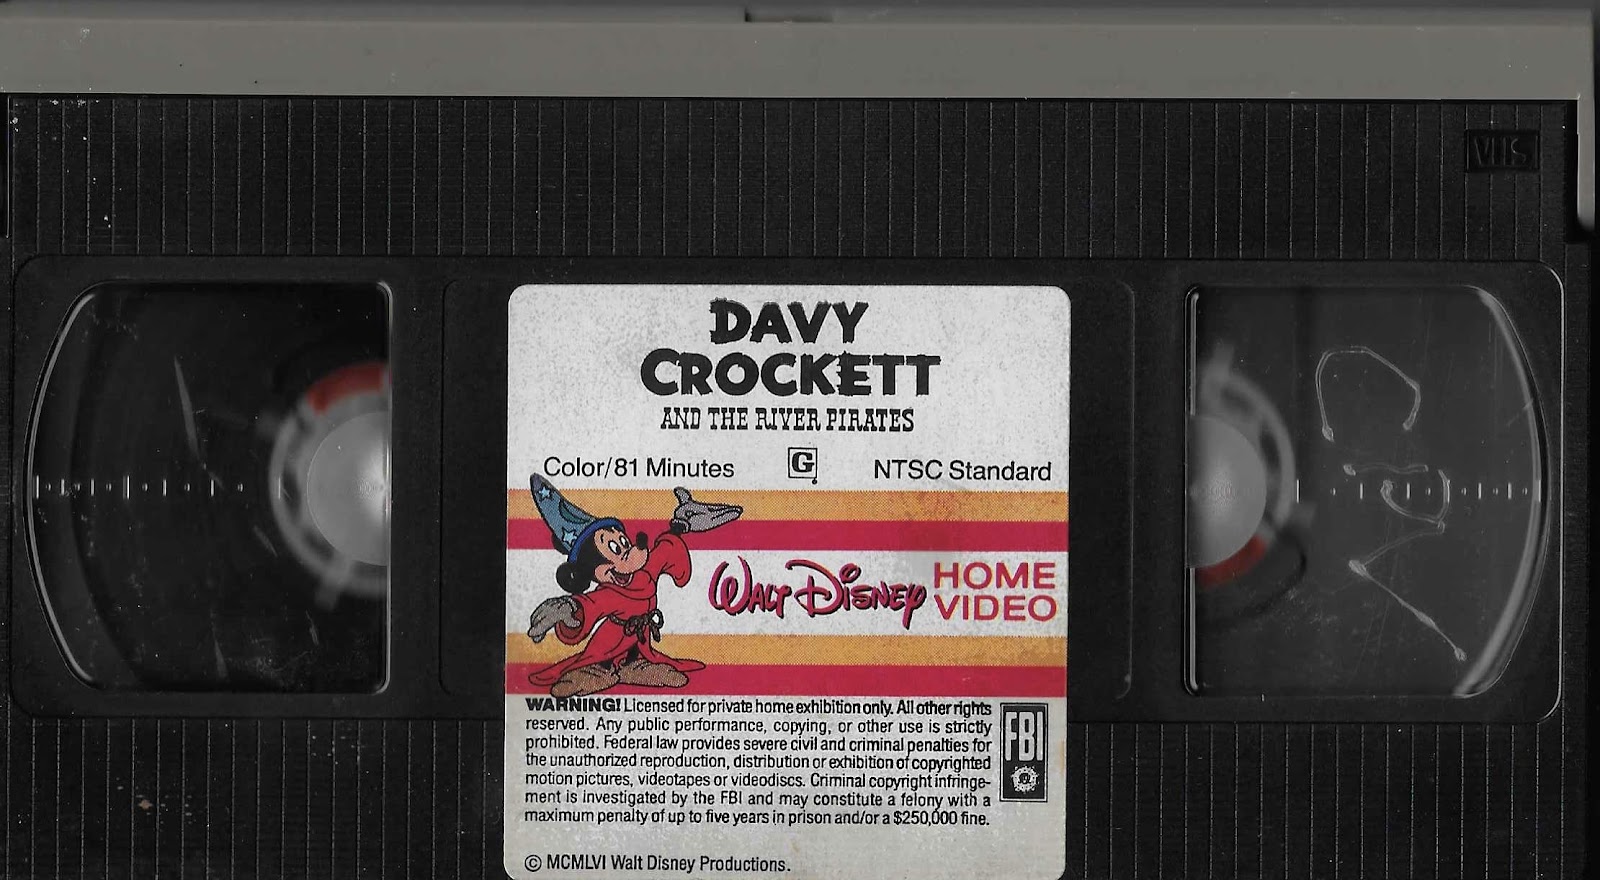 VHS
DAVY
CROCKETT
AND THE RIVER PIRATES
Color/81 Minutes G NTSC Standard
WALT DISNEY HOME
VIDEO
WARNING! Licensed for private home exhibition only. All other rights
reserved. Any public performance, copying, or other use is strictly
prohibited. Federal law provides severe civil and criminal penalties for
the unauthorized reproduction, distribution or exhibition of copyrighted
motion pictures, videotapes or videodiscs. Criminal copyright infringe-
ment is investigated by the FBI and may constitute a felony with a
maximum penalty of up to five years in prison and/or a $250,000 fine.
FBI
© MCMLVI Walt Disney Productions.